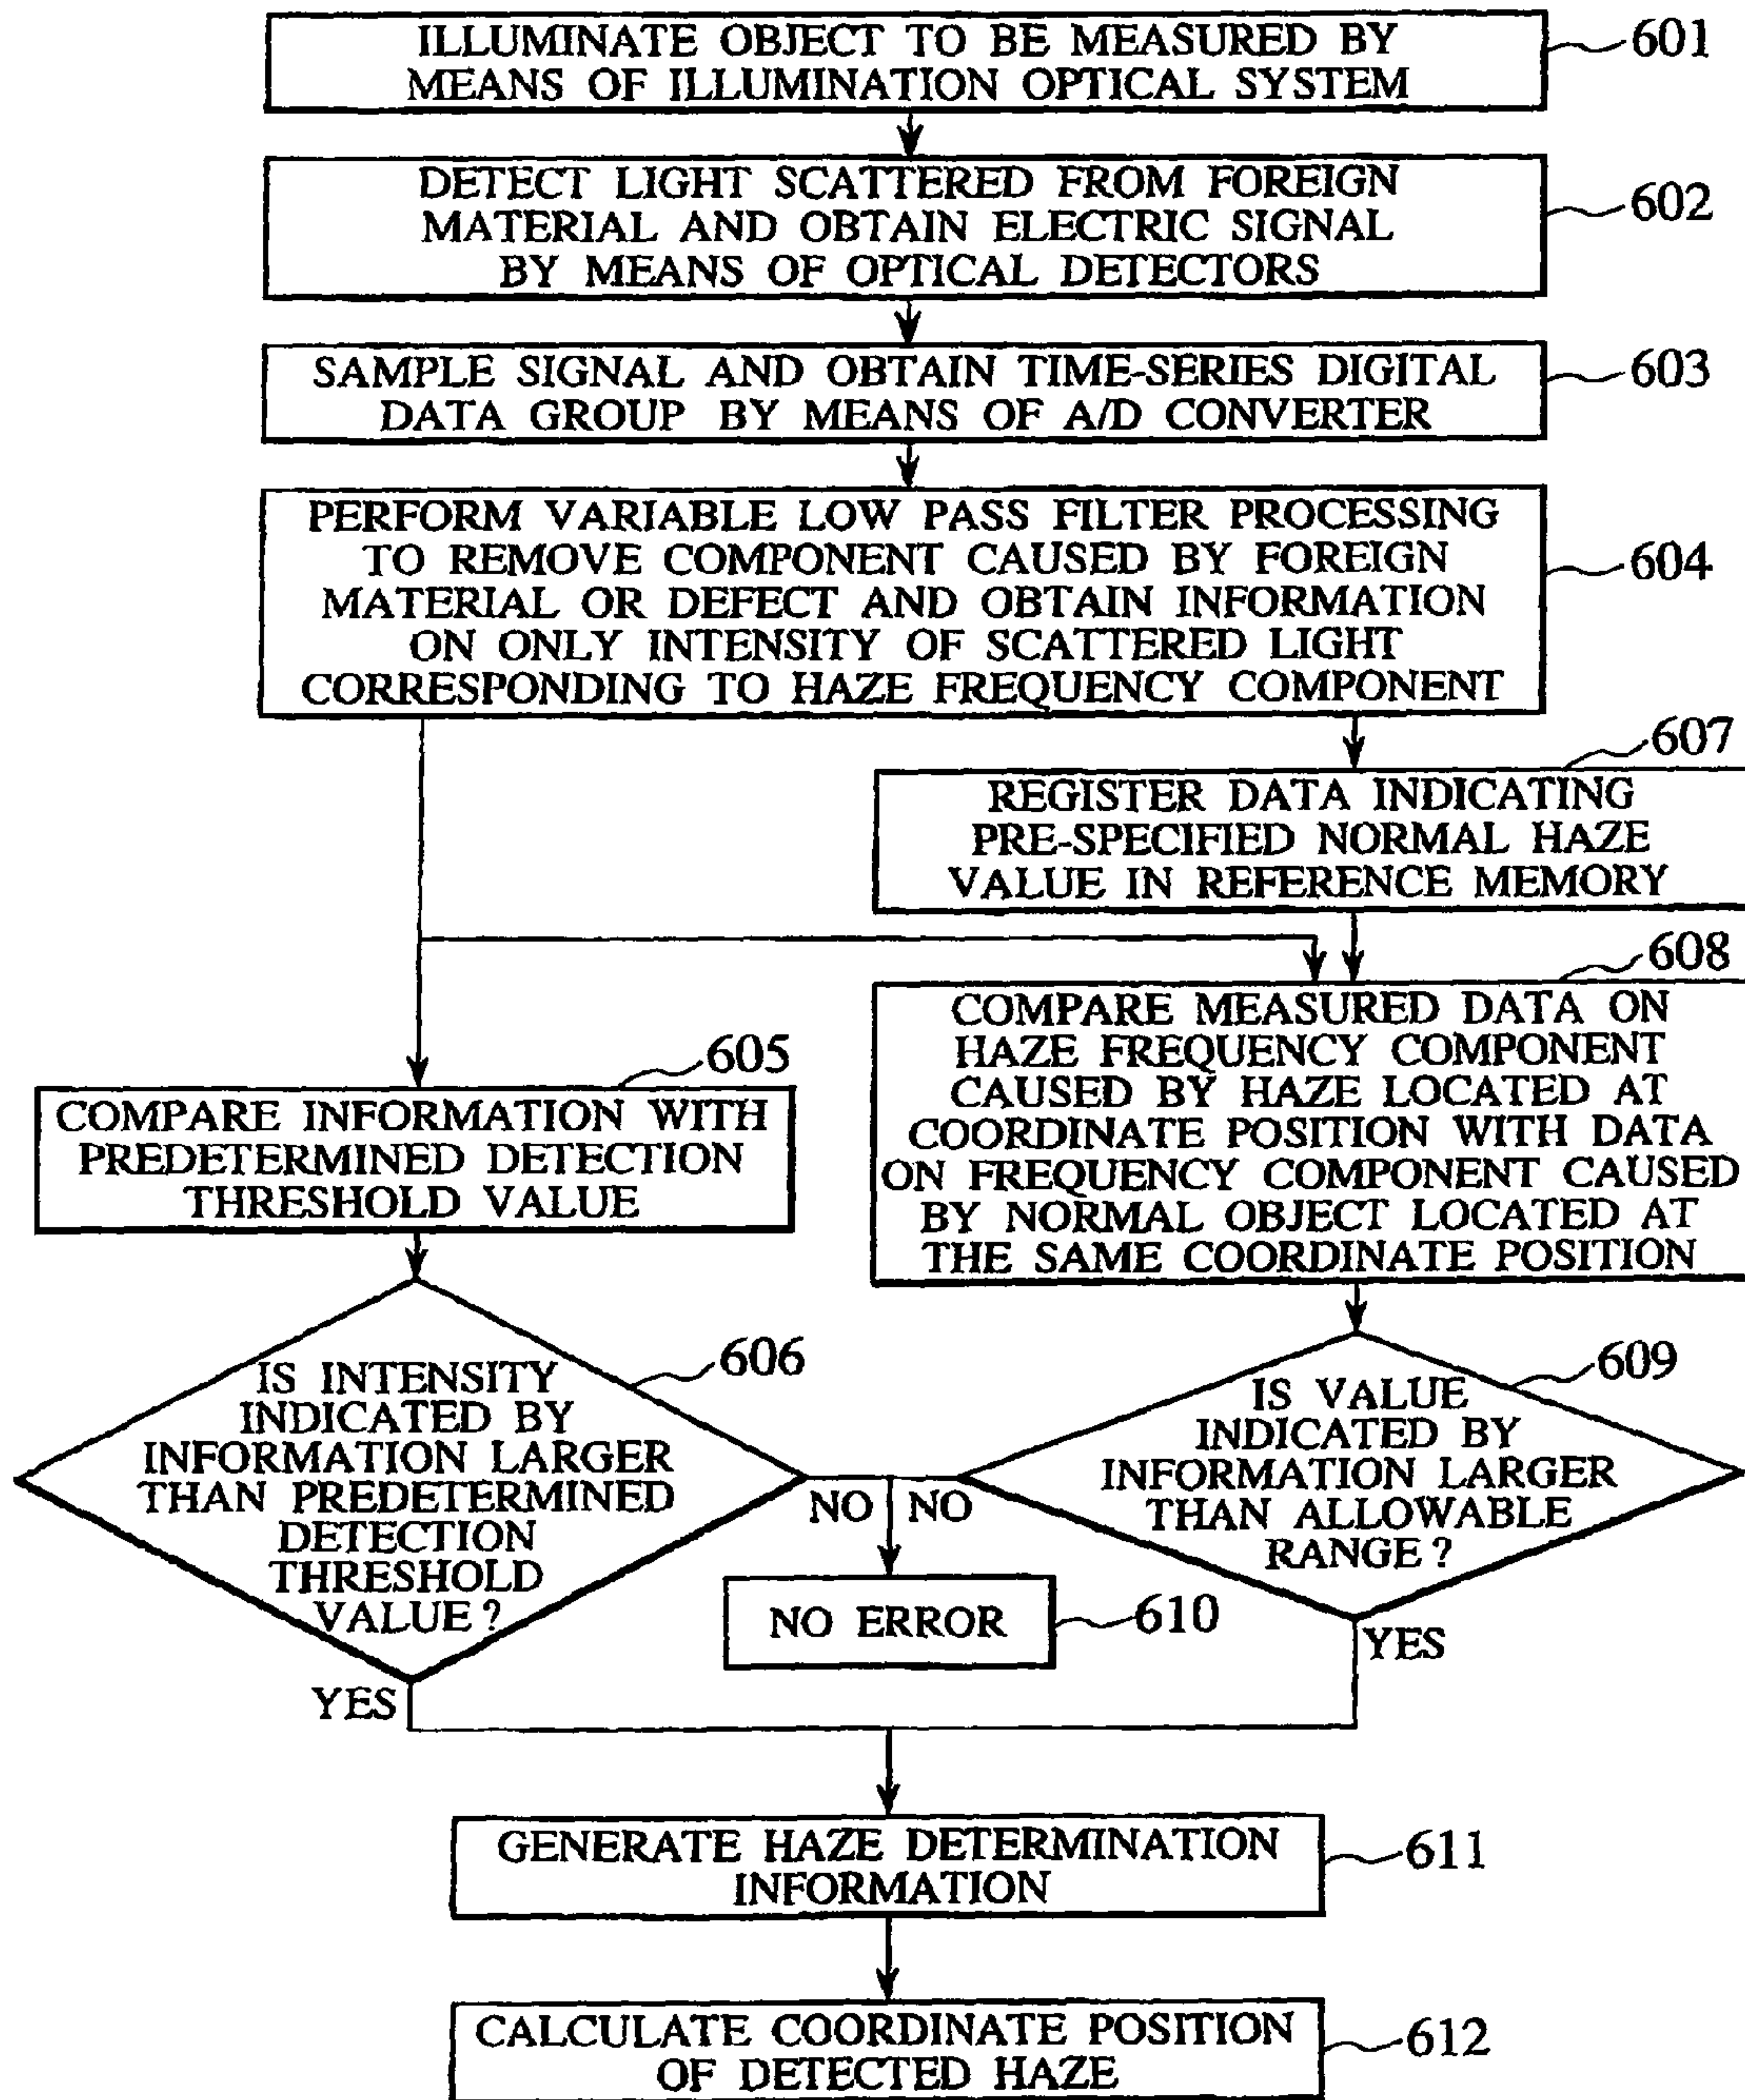 ILLUMINATE OBJECT TO BE MEASURED BY
MEANS OF ILLUMINATION OPTICAL SYSTEM
601
DETECT LIGHT SCATTERED FROM FOREIGN
MATERIAL AND OBTAIN ELECTRIC SIGNAL
BY MEANS OF OPTICAL DETECTORS
602
SAMPLE SIGNAL AND OBTAIN TIME-SERIES DIGITAL
DATA GROUP BY MEANS OF A/D CONVERTER
603
PERFORM VARIABLE LOW PASS FILTER PROCESSING
TO REMOVE COMPONENT CAUSED BY FOREIGN
MATERIAL OR DEFECT AND OBTAIN INFORMATION
ON ONLY INTENSITY OF SCATTERED LIGHT
CORRESPONDING TO HAZE FREQUENCY COMPONENT
604
607
REGISTER DATA INDICATING
PRE-SPECIFIED NORMAL HAZE
VALUE IN REFERENCE MEMORY
608
COMPARE MEASURED DATA ON
HAZE FREQUENCY COMPONENT
CAUSED BY HAZE LOCATED AT
COORDINATE POSITION WITH DATA
ON FREQUENCY COMPONENT CAUSED
BY NORMAL OBJECT LOCATED AT
THE SAME COORDINATE POSITION
605
COMPARE INFORMATION WITH
PREDETERMINED DETECTION
THRESHOLD VALUE
606
IS INTENSITY
INDICATED BY
INFORMATION LARGER
THAN PREDETERMINED
DETECTION
THRESHOLD
VALUE?
609
IS VALUE
INDICATED BY
INFORMATION LARGER
THAN ALLOWABLE
RANGE?
NO NO
NO ERROR
610
YES
YES
GENERATE HAZE DETERMINATION
INFORMATION
611
CALCULATE COORDINATE POSITION
OF DETECTED HAZE
612